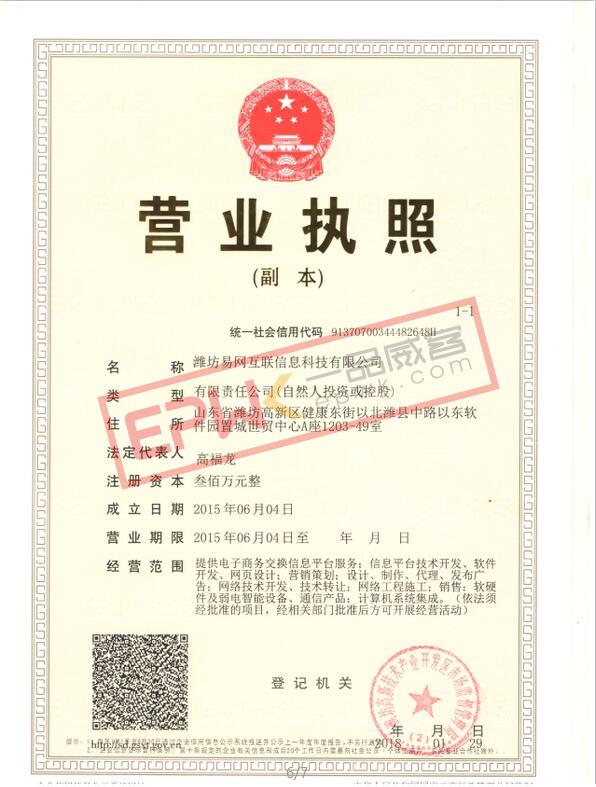 营业执照
(副 本)
1-1
统一社会信用代码 91370700344482648H
名 称 潍坊易网互联信息科技有限公司
类 型 有限责任公司(自然人投资或控股)
住 所 山东省潍坊高新区健康东街以北潍县中路以东软
件园置城世贸中心A座1203-49室
法定代表人 高福龙
注册资本 叁佰万元整
成立日期 2015年06月04日
营业期限 2015年06月04日至 年 月 日
经营范围 提供电子商务交换信息平台服务；信息平台技术开发、软件
开发、网页设计；营销策划；设计、制作、代理、发布广
告；网络技术开发、技术转让；网络工程施工；销售：软硬
件及弱电智能设备、通信产品；计算机系统集成。（依法须
经批准的项目，经相关部门批准后方可开展经营活动）
EPWK 一品威客
登记机关
年 月 日
2018 01 29
6/7